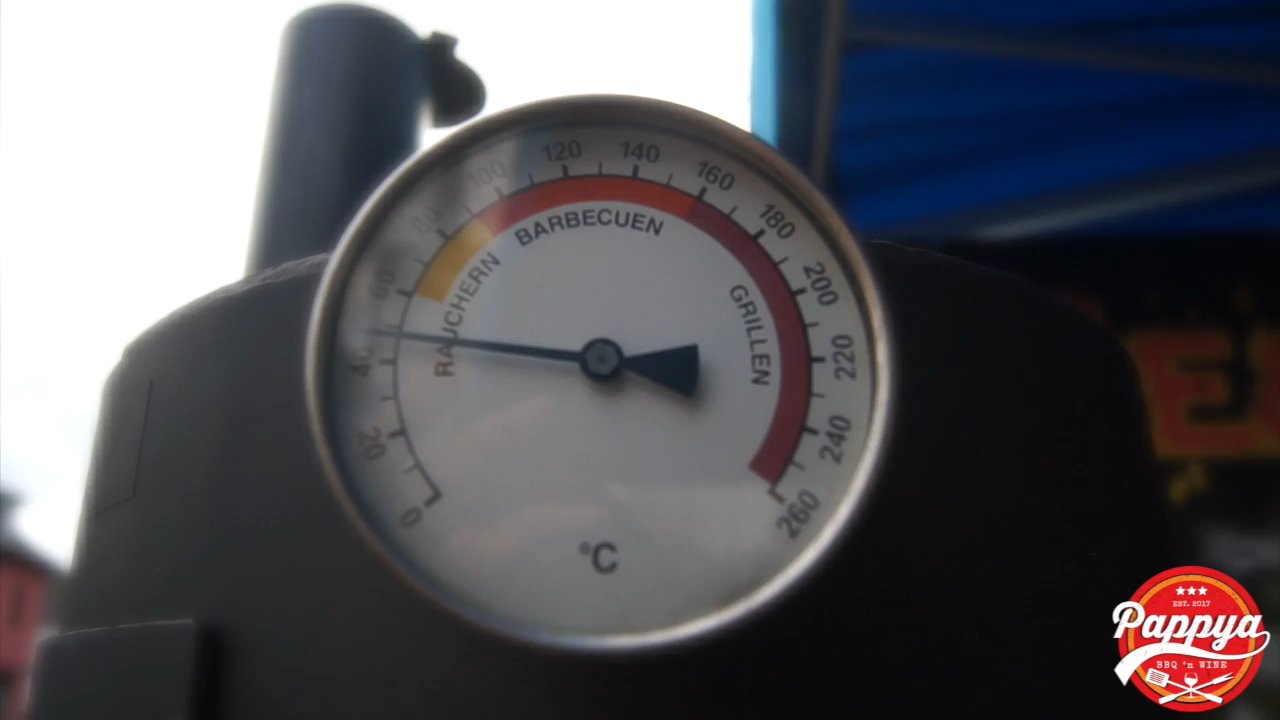 120
140
100
160
80
180
BARBECUEN
60
RAUCHERN
200
GRILLEN
40
220
20
240
0
260
°C
EST. 2017
Pappya
BBQ 'n WINE